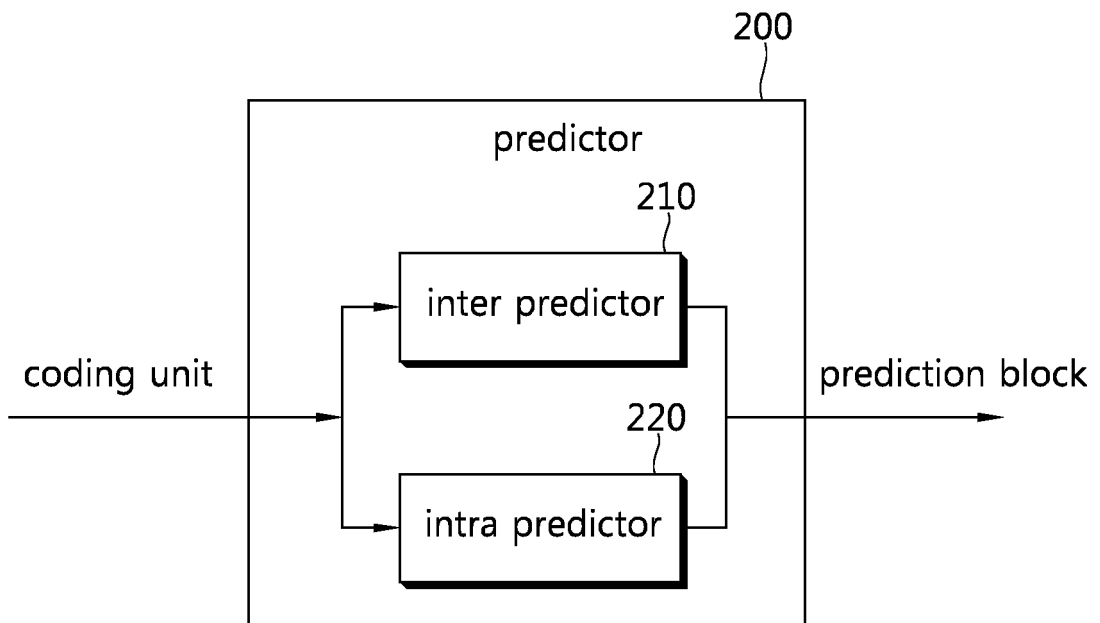 200
predictor
210
inter predictor
coding unit
prediction block
220
intra predictor